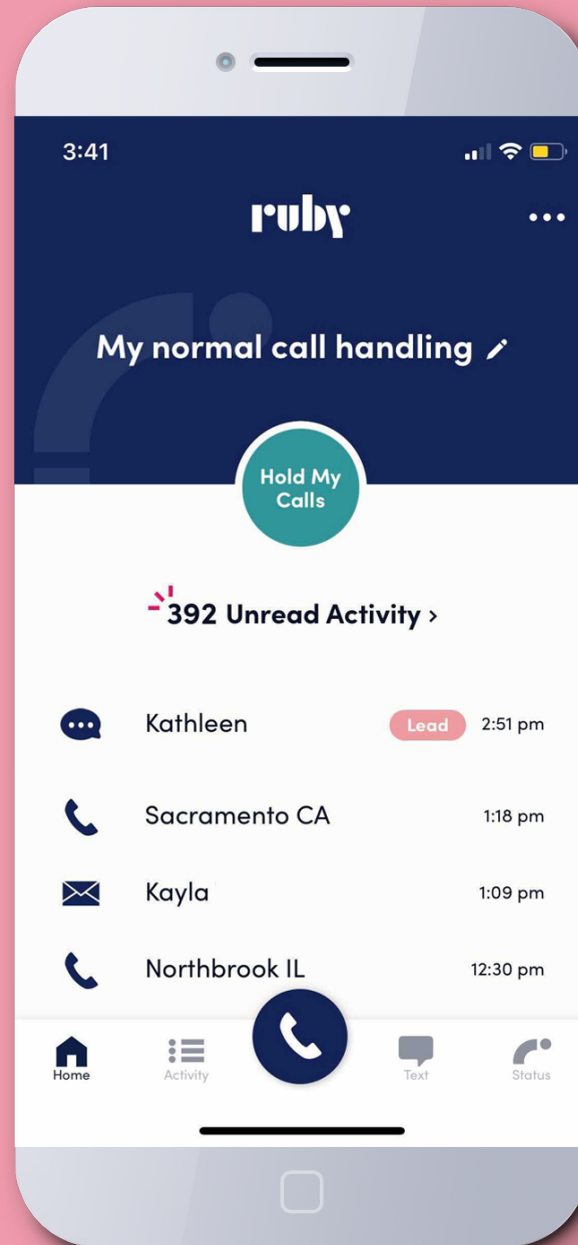 3:41
ruby
My normal call handling
Hold My
Calls
392 Unread Activity >
Kathleen Lead 2:51 pm
Sacramento CA 1:18 pm
Kayla 1:09 pm
Northbrook IL 12:30 pm
Home Activity Text Status